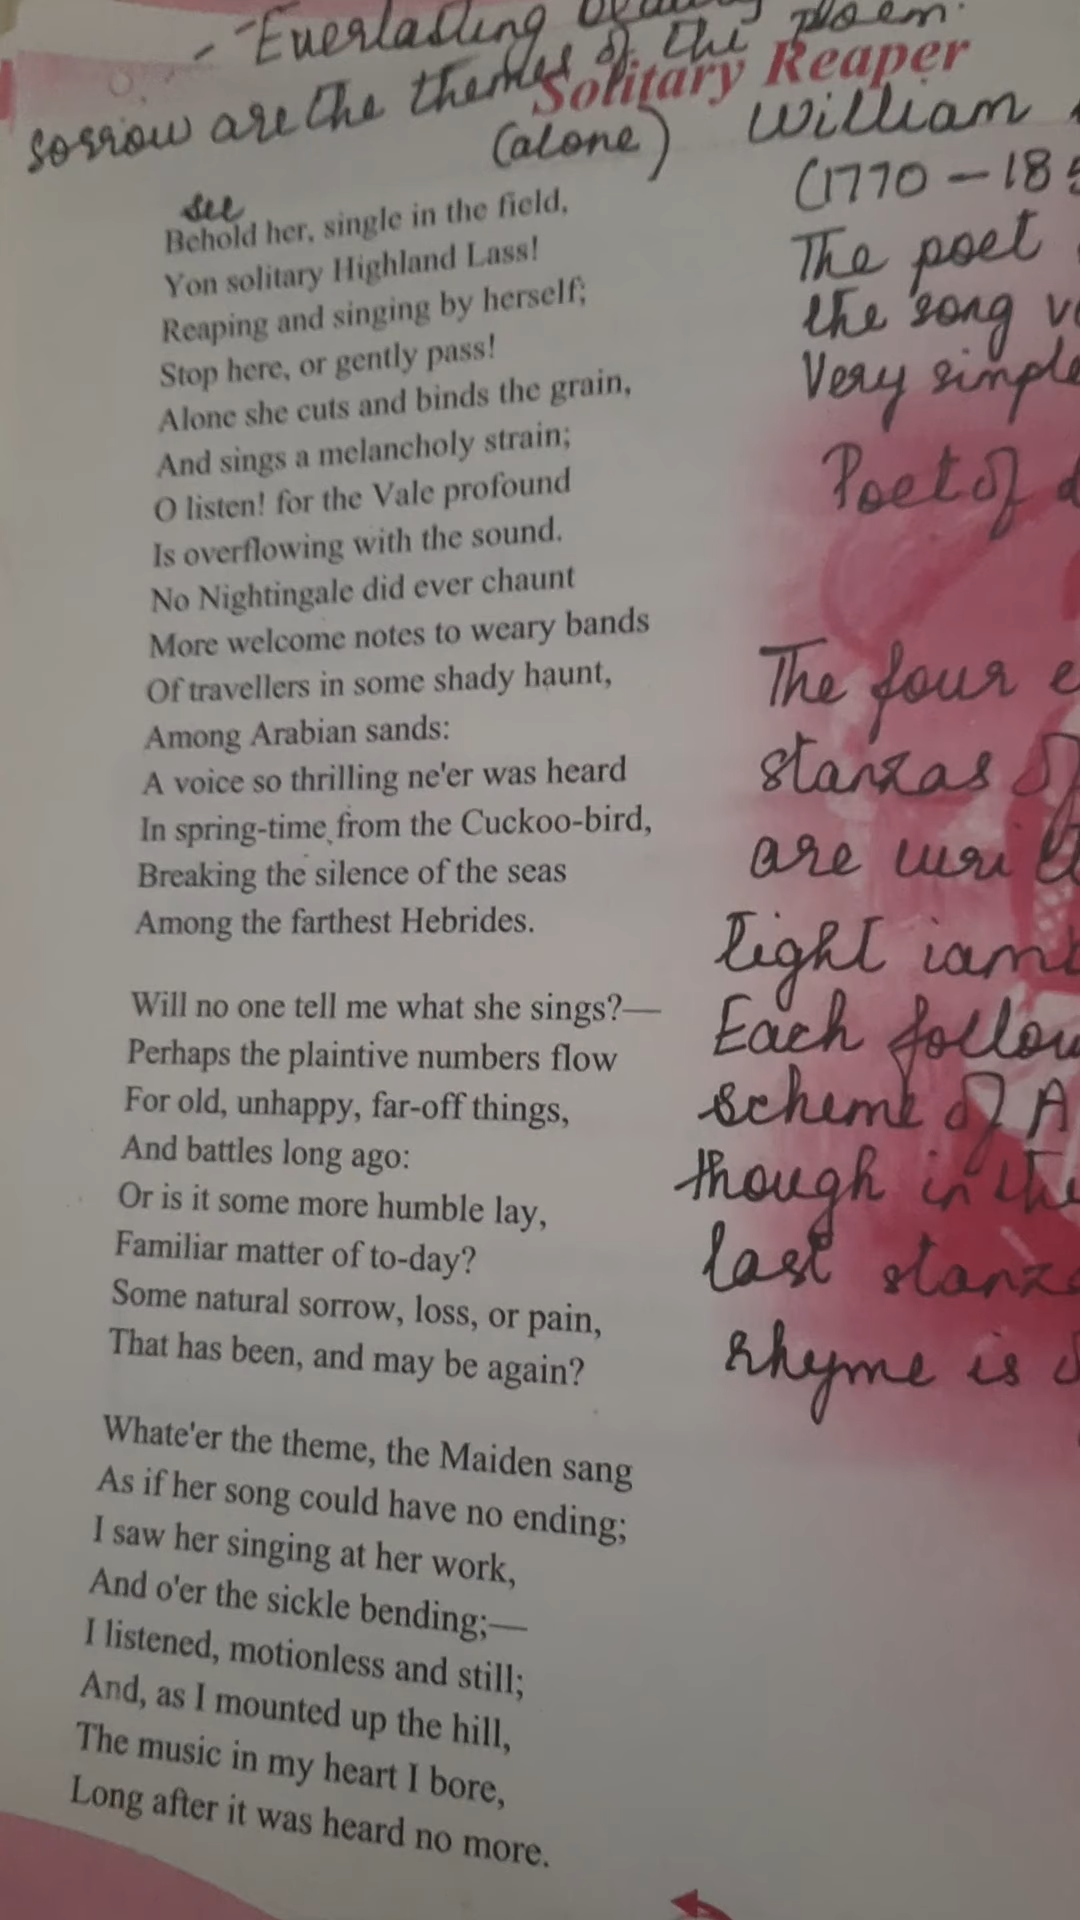 - Everlasting
sorrow are the themes of the poem.
Solitary Reaper
(alone)
William
(1770 - 18
The poet
the song
Very simple
Poet of
The four
stanzas
are
light
Each
scheme of A
though in the
last
rhyme is
see
Behold her, single in the field,
Yon solitary Highland Lass!
Reaping and singing by herself;
Stop here, or gently pass!
Alone she cuts and binds the grain,
And sings a melancholy strain;
O listen! for the Vale profound
Is overflowing with the sound.
No Nightingale did ever chaunt
More welcome notes to weary bands
Of travellers in some shady haunt,
Among Arabian sands:
A voice so thrilling ne'er was heard
In spring-time from the Cuckoo-bird,
Breaking the silence of the seas
Among the farthest Hebrides.
Will no one tell me what she sings?—
Perhaps the plaintive numbers flow
For old, unhappy, far-off things,
And battles long ago:
Or is it some more humble lay,
Familiar matter of to-day?
Some natural sorrow, loss, or pain,
That has been, and may be again?
Whate'er the theme, the Maiden sang
As if her song could have no ending;
I saw her singing at her work,
And o'er the sickle bending;—
I listened, motionless and still;
And, as I mounted up the hill,
The music in my heart I bore,
Long after it was heard no more.